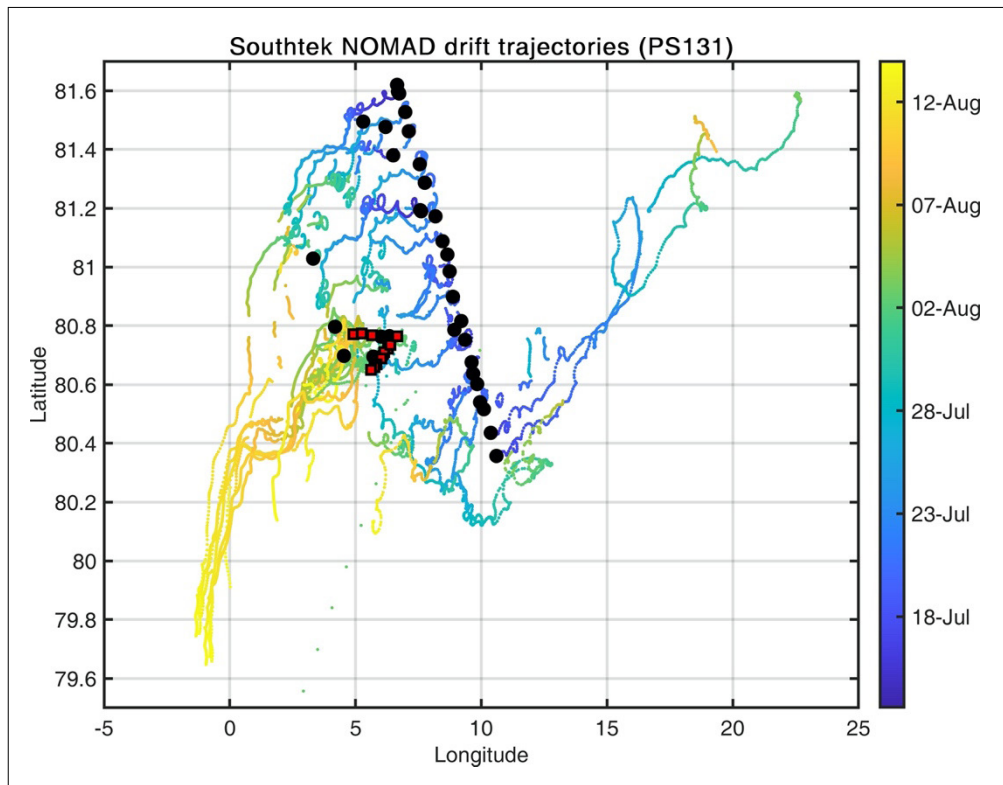 Southtek NOMAD drift trajectories (PS131)
81.6
81.4
81.2
81
80.8
80.6
80.4
80.2
80
79.8
79.6
Latitude
-5
0
5
10
15
20
25
Longitude
12-Aug
07-Aug
02-Aug
28-Jul
23-Jul
18-Jul